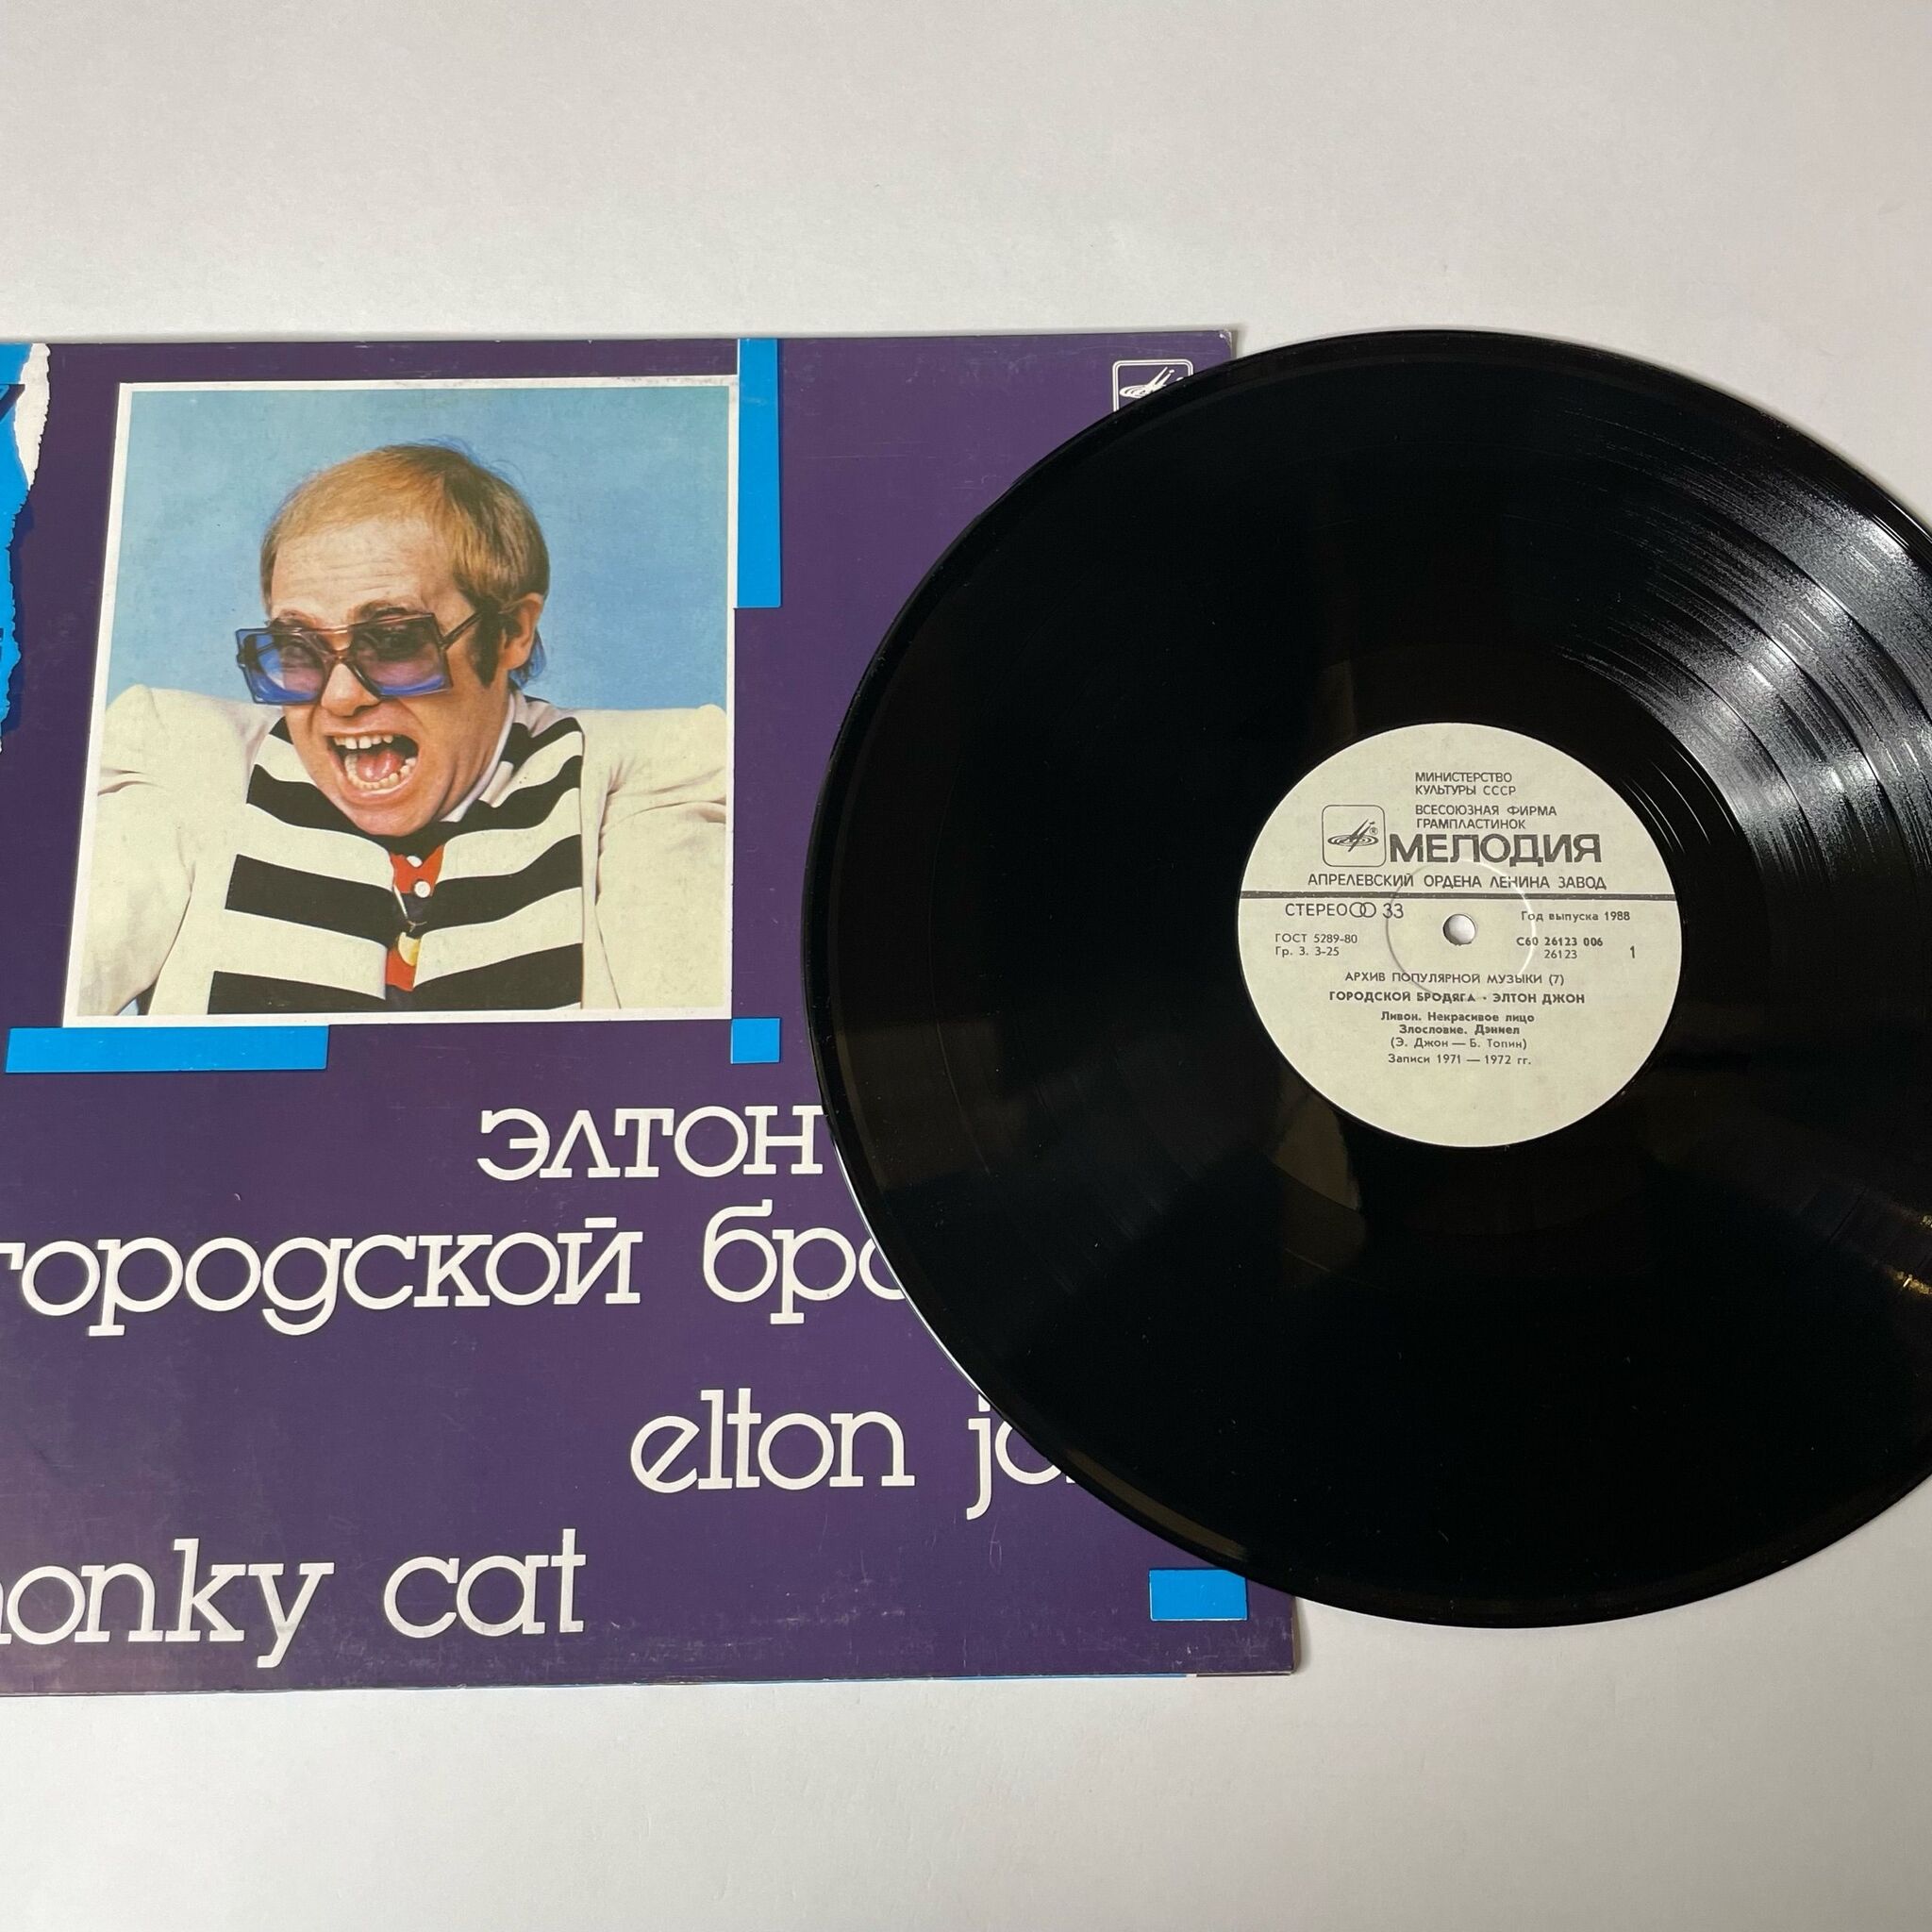 элтон
городской
elton
cat
МИНИСТЕРСТВО
КУЛЬТУРЫ СССР
ВСЕСОЮЗНАЯ ФИРМА
ГРАМПЛАСТИНОК
МЕЛОДИЯ
АПРЕЛЕВСКИЙ ОРДЕНА ЛЕНИНА ЗАВОД
СТЕРЕО 33
Год выпуска 1988
ГОСТ 5289-80
Гр. 3. 3-25
С60 26123 006
26123
1
АРХИВ ПОПУЛЯРНОЙ МУЗЫКИ (7)
ГОРОДСКОЙ БРОДЯГА · ЭЛТОН ДЖОН
Ливон. Некрасивое лицо
Злословие. Дэниел
(Э. Джон — Б. Топин)
Записи 1971 — 1972 гг.